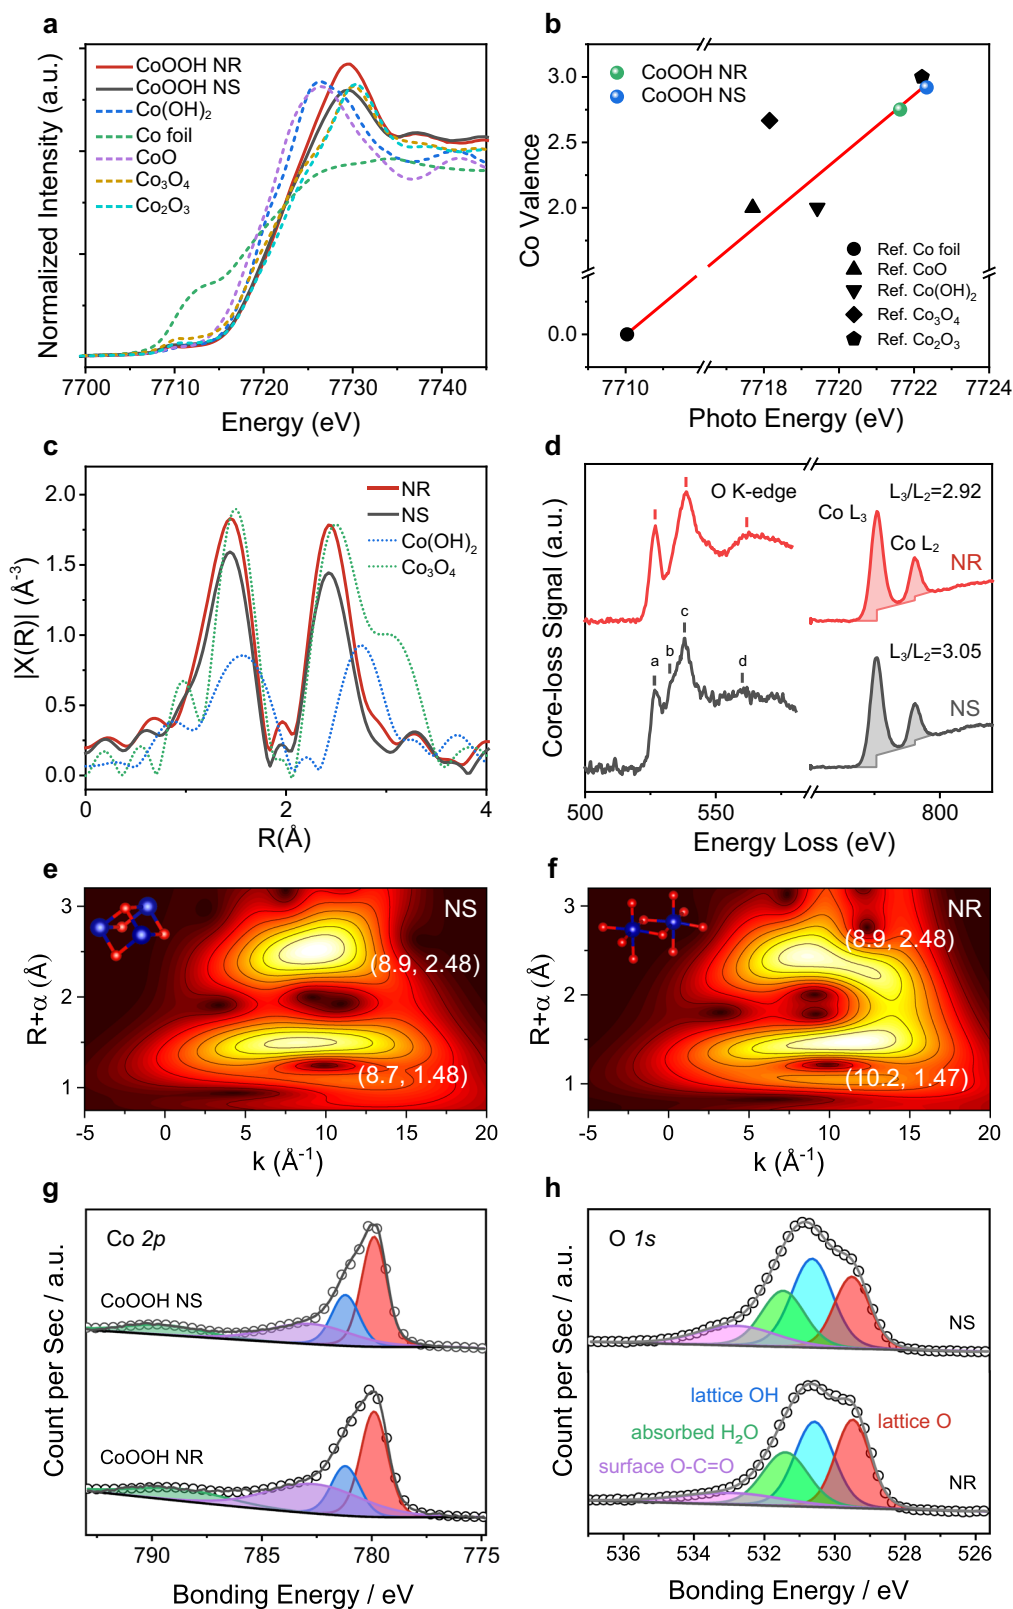 a
Normalized Intensity (a.u.)
CoOOH NR
CoOOH NS
Co(OH)₂
Co foil
CoO
Co₃O₄
Co₂O₃
7700 7710 7720 7730 7740
Energy (eV)
b
Co Valence
3.0
2.5
2.0
0.0
CoOOH NR
CoOOH NS
Ref. Co foil
Ref. CoO
Ref. Co(OH)₂
Ref. Co₃O₄
Ref. Co₂O₃
7710 7718 7720 7722 7724
Photo Energy (eV)
c
|X(R)| (Å⁻³)
2.0
1.5
1.0
0.5
0.0
NR
NS
Co(OH)₂
Co₃O₄
0 2 4
R(Å)
d
Core-loss Signal (a.u.)
O K-edge
L₃/L₂=2.92
Co L₃
Co L₂
NR
a b c d
L₃/L₂=3.05
NS
500 550 800
Energy Loss (eV)
e
R+α (Å)
3
2
1
NS
(8.9, 2.48)
(8.7, 1.48)
-5 0 5 10 15 20
k (Å⁻¹)
f
R+α (Å)
3
2
1
NR
(8.9, 2.48)
(10.2, 1.47)
-5 0 5 10 15 20
k (Å⁻¹)
g
Count per Sec / a.u.
Co 2p
CoOOH NS
CoOOH NR
790 785 780 775
Bonding Energy / eV
h
Count per Sec / a.u.
O 1s
NS
lattice OH
lattice O
absorbed H₂O
surface O-C=O
NR
536 534 532 530 528 526
Bonding Energy / eV